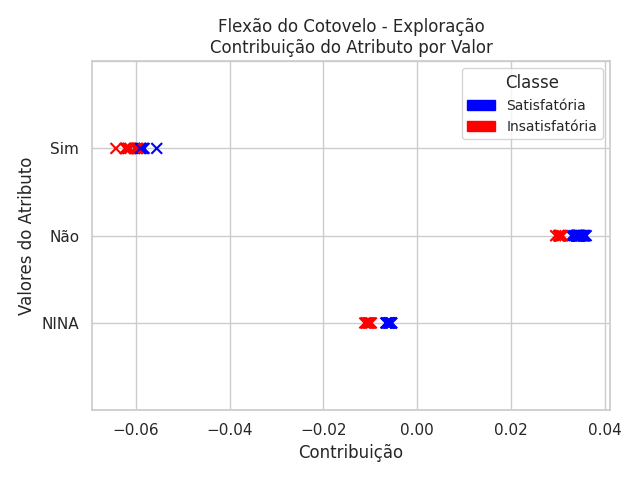 Flexão do Cotovelo - Exploração
Contribuição do Atributo por Valor
Classe
Satisfatória
Insatisfatória
Valores do Atributo
Sim
Não
NINA
−0.06 −0.04 −0.02 0.00 0.02 0.04
Contribuição